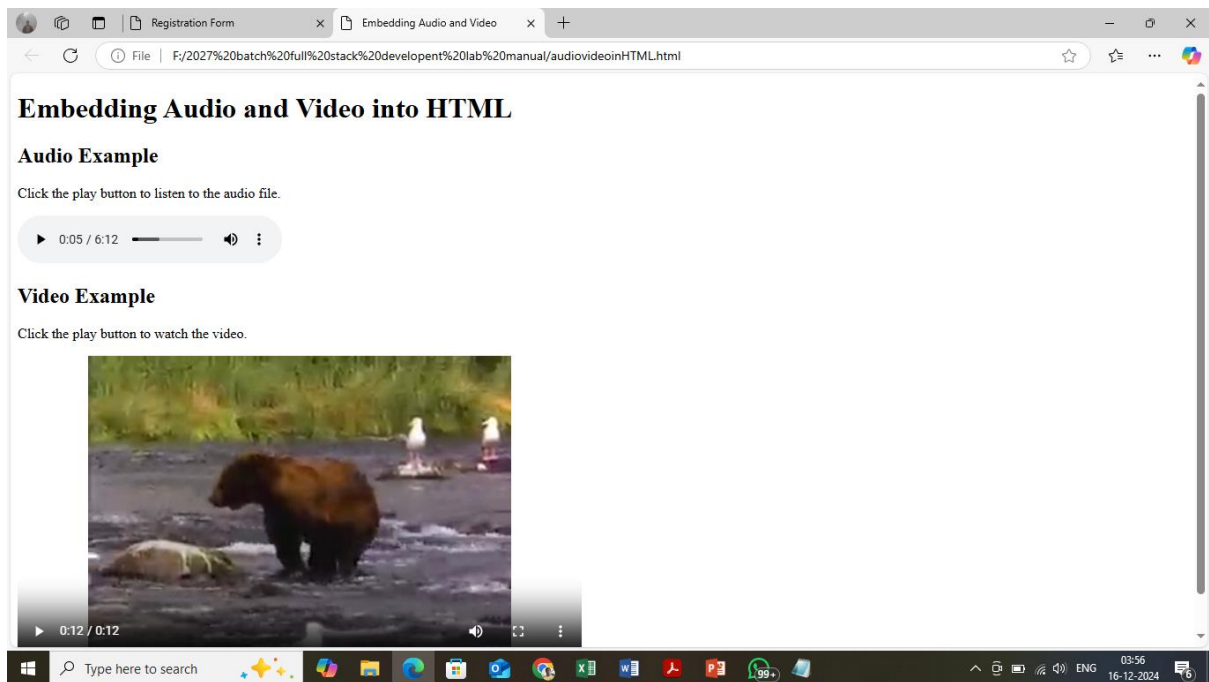 Registration Form
Embedding Audio and Video
File F:/2027%20batch%20full%20stack%20developent%20lab%20manual/audiovideoinHTML.html
Embedding Audio and Video into HTML
Audio Example
Click the play button to listen to the audio file.
0:05 / 6:12
Video Example
Click the play button to watch the video.
0:12 / 0:12
Type here to search
99+
ENG
03:56
16-12-2024
6